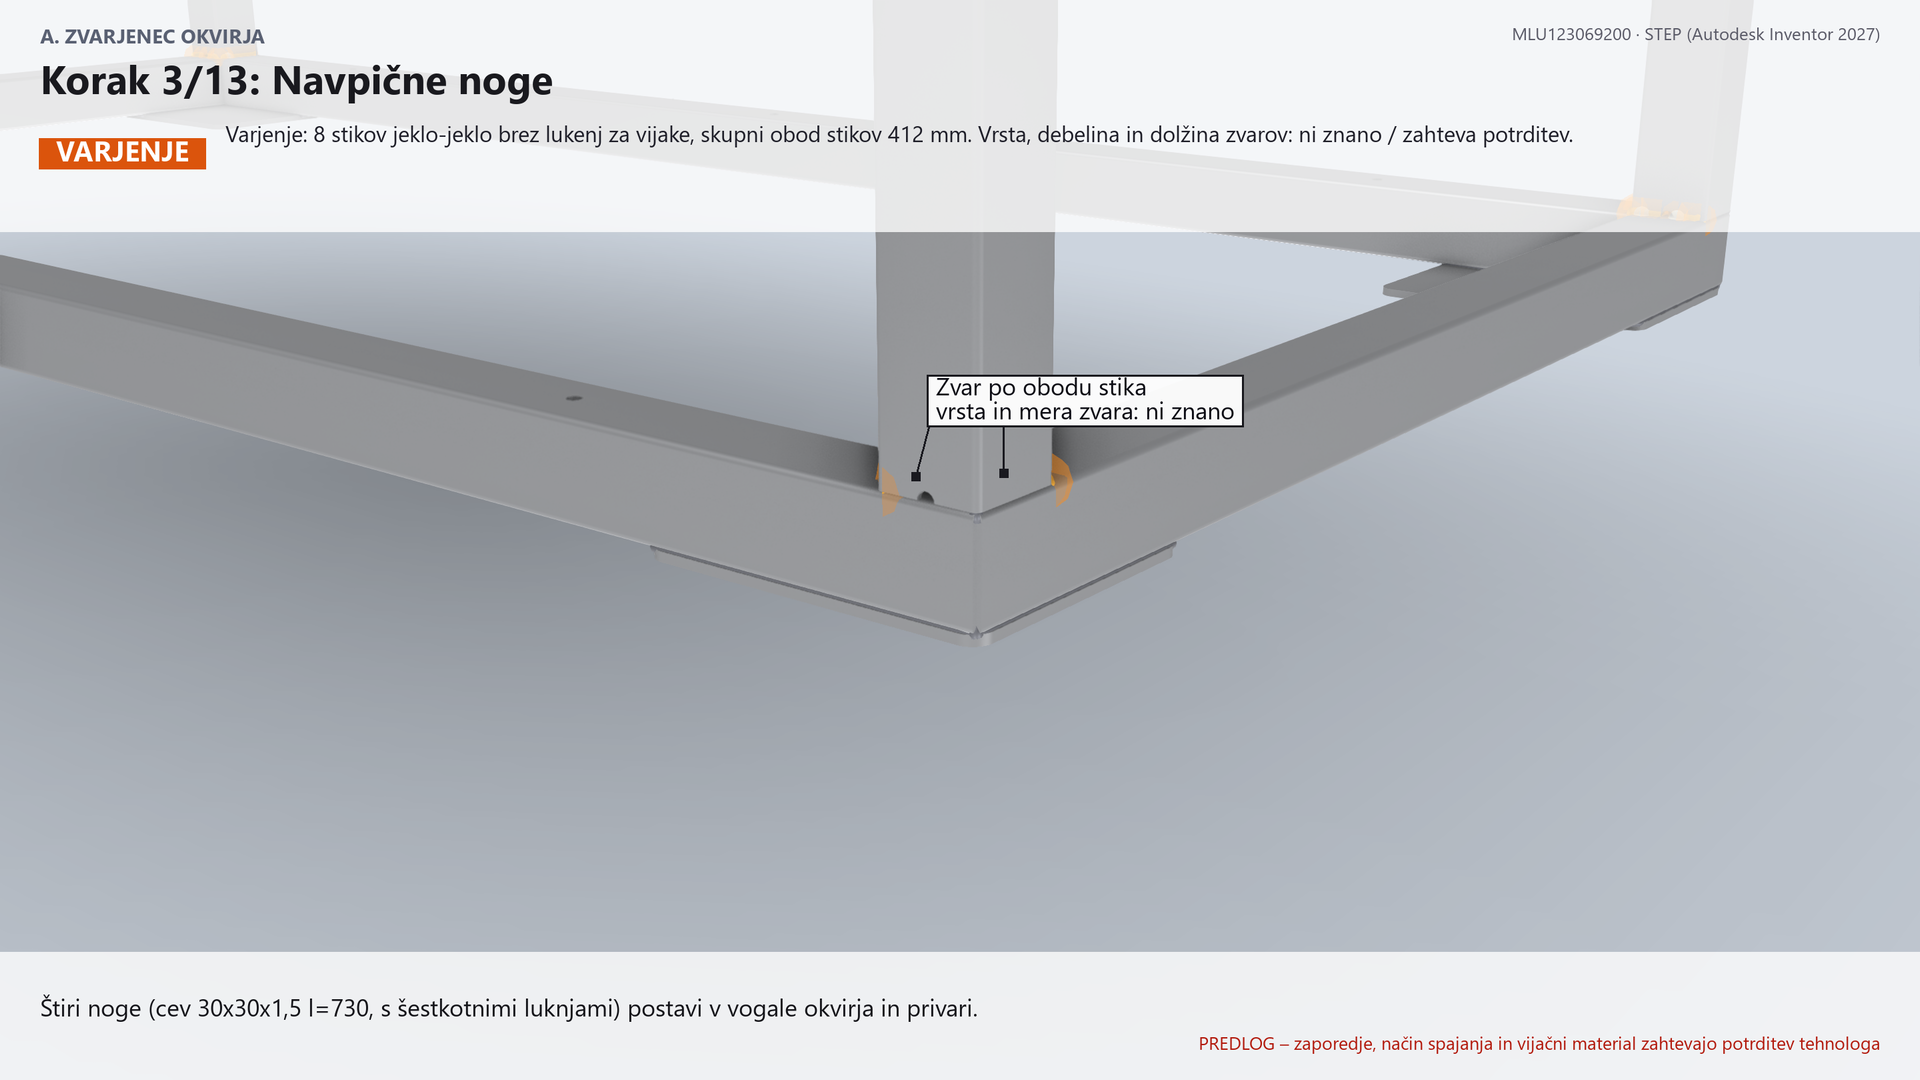 A. ZVARJENEC OKVIRJA
MLU123069200 · STEP (Autodesk Inventor 2027)
Korak 3/13: Navpične noge
VARJENJE
Varjenje: 8 stikov jeklo-jeklo brez lukenj za vijake, skupni obod stikov 412 mm. Vrsta, debelina in dolžina zvarov: ni znano / zahteva potrditev.
Zvar po obodu stika
vrsta in mera zvara: ni znano
Štiri noge (cev 30x30x1,5 l=730, s šestkotnimi luknjami) postavi v vogale okvirja in privari.
PREDLOG – zaporedje, način spajanja in vijačni material zahtevajo potrditev tehnologa